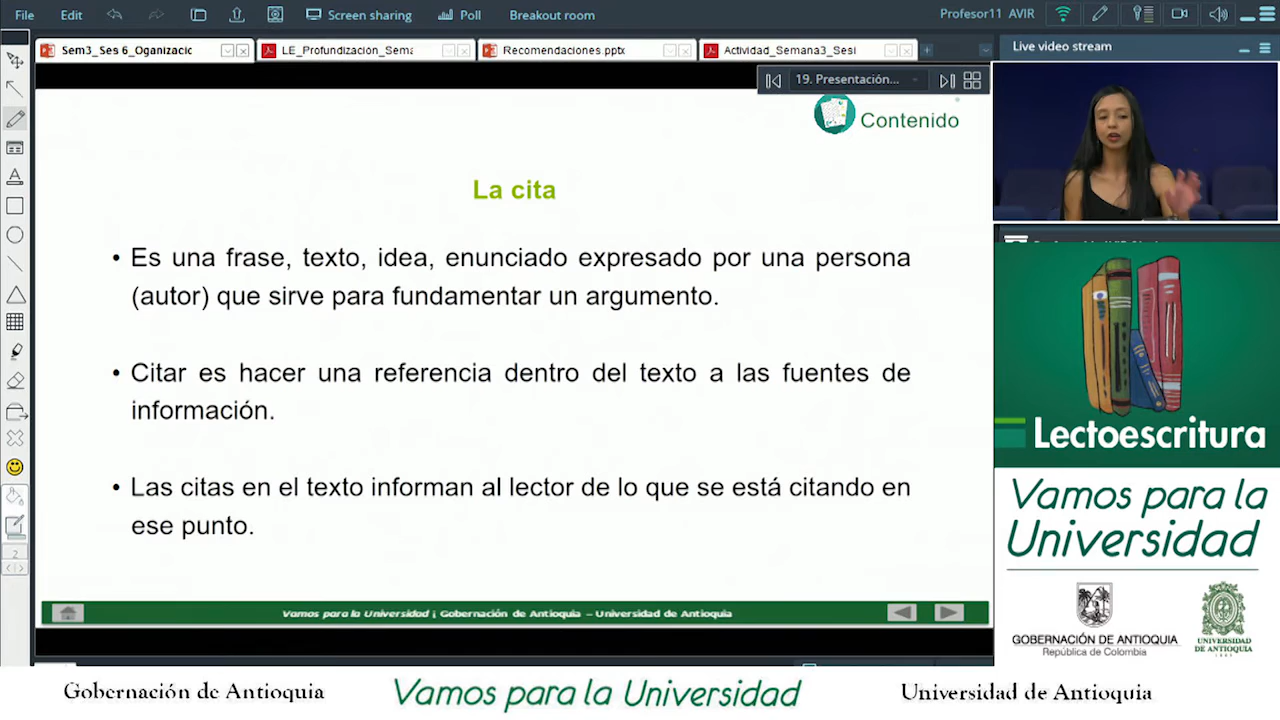 File Edit Screen sharing Poll Breakout room Profesor11 AVIR
Sem3_Ses 6_Oganizacic LE_Profundizacion_Sema Recomendaciones.pptx Actividad_Semana3_Sesi
Live video stream
19. Presentación...
Contenido
La cita
• Es una frase, texto, idea, enunciado expresado por una persona
(autor) que sirve para fundamentar un argumento.
• Citar es hacer una referencia dentro del texto a las fuentes de
información.
• Las citas en el texto informan al lector de lo que se está citando en
ese punto.
2
Vamos para la Universidad ¡ Gobernación de Antioquia – Universidad de Antioquia
Lectoescritura
Vamos para la
Universidad
GOBERNACIÓN DE ANTIOQUIA
República de Colombia
UNIVERSIDAD
DE ANTIOQUIA
Gobernación de Antioquia Vamos para la Universidad Universidad de Antioquia